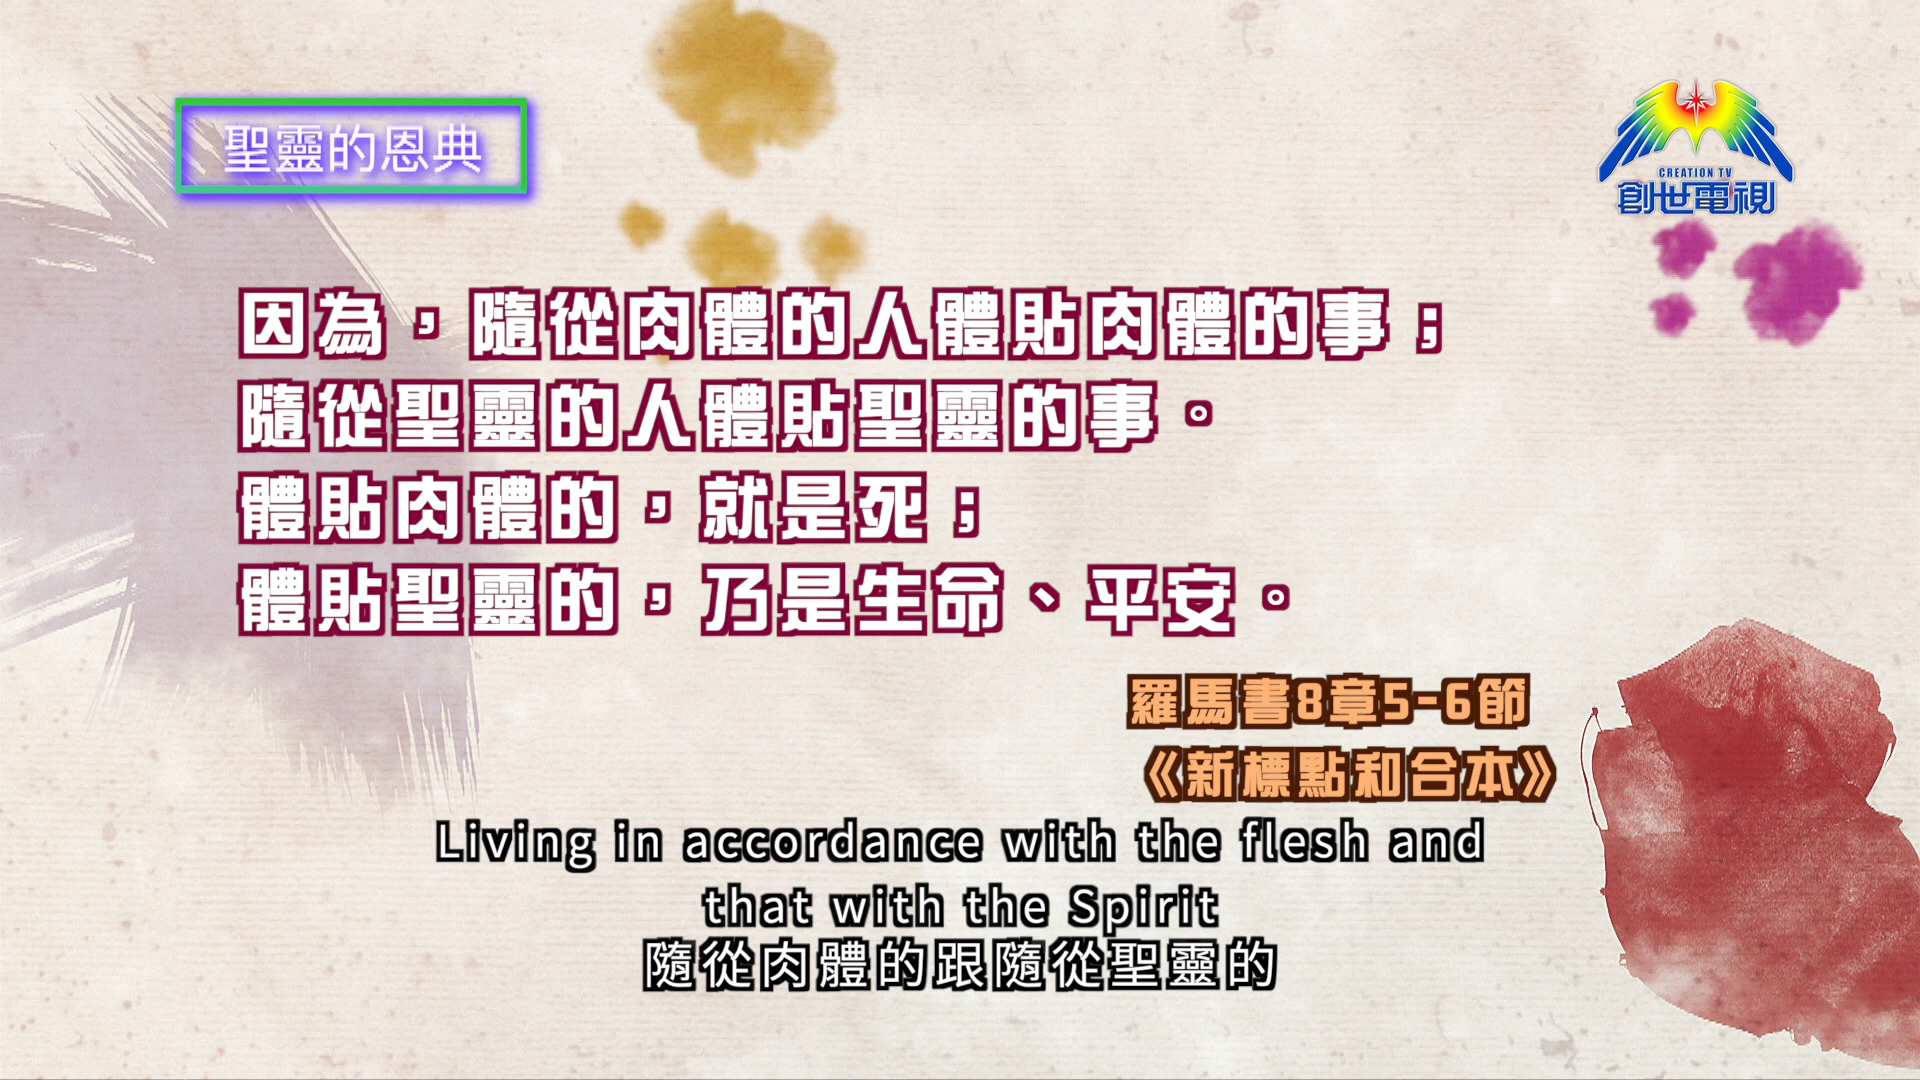 聖靈的恩典
CREATION TV
創世電視
因為，隨從肉體的人體貼肉體的事；
隨從聖靈的人體貼聖靈的事。
體貼肉體的，就是死；
體貼聖靈的，乃是生命、平安。
羅馬書8章5-6節
《新標點和合本》
Living in accordance with the flesh and
that with the Spirit
隨從肉體的跟隨從聖靈的